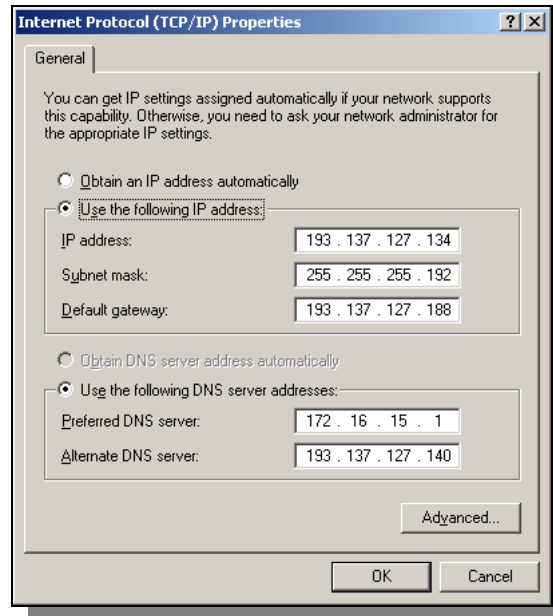 Internet Protocol (TCP/IP) Properties
General
You can get IP settings assigned automatically if your network supports
this capability. Otherwise, you need to ask your network administrator for
the appropriate IP settings.
Obtain an IP address automatically
Use the following IP address:
IP address: 193 . 137 . 127 . 134
Subnet mask: 255 . 255 . 255 . 192
Default gateway: 193 . 137 . 127 . 188
Obtain DNS server address automatically
Use the following DNS server addresses:
Preferred DNS server: 172 . 16 . 15 . 1
Alternate DNS server: 193 . 137 . 127 . 140
Advanced...
OK Cancel